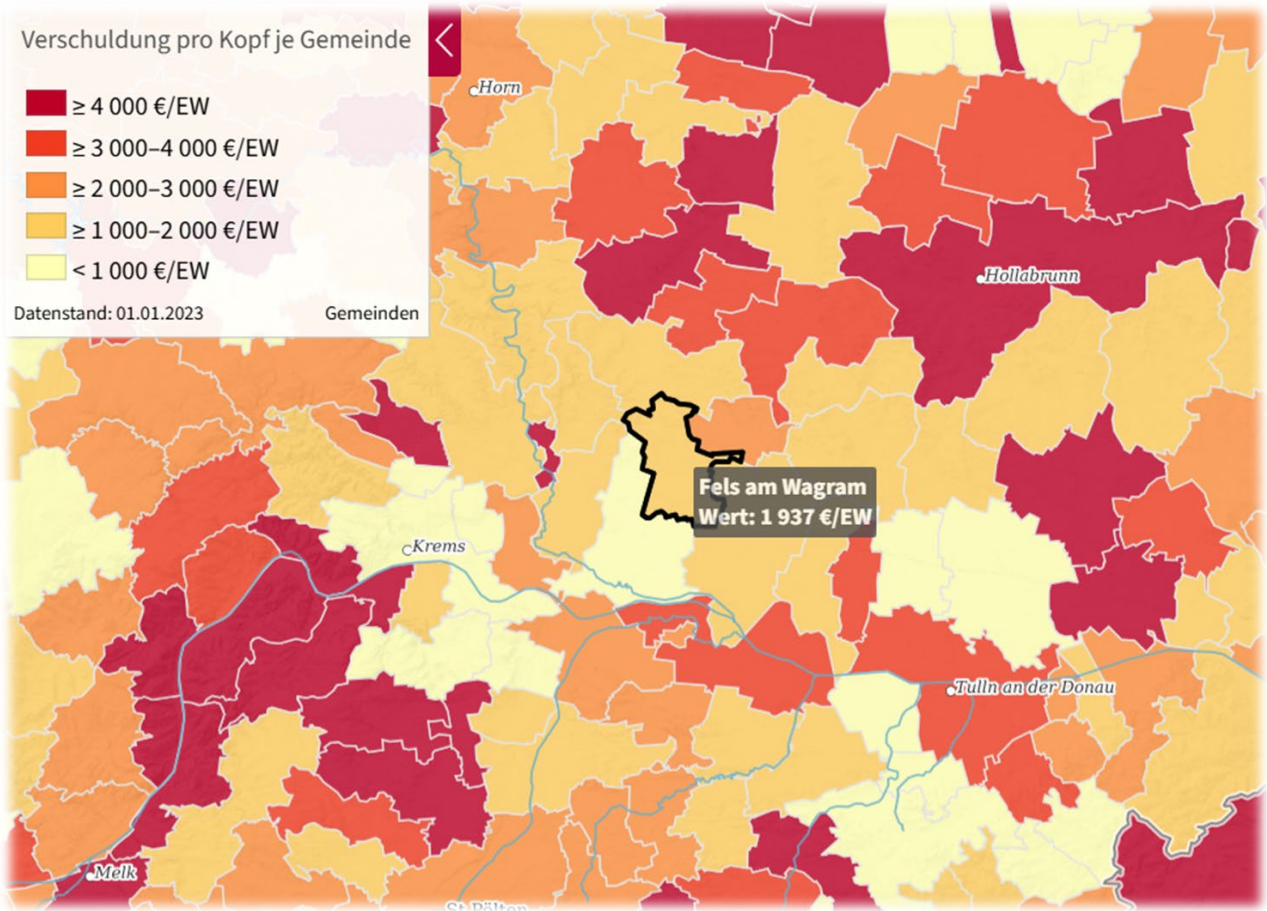 Verschuldung pro Kopf je Gemeinde
≥ 4 000 €/EW
≥ 3 000–4 000 €/EW
≥ 2 000–3 000 €/EW
≥ 1 000–2 000 €/EW
< 1 000 €/EW
Datenstand: 01.01.2023 Gemeinden
Horn
Hollabrunn
Fels am Wagram
Wert: 1 937 €/EW
Krems
Tulln an der Donau
Melk
St. Pölten